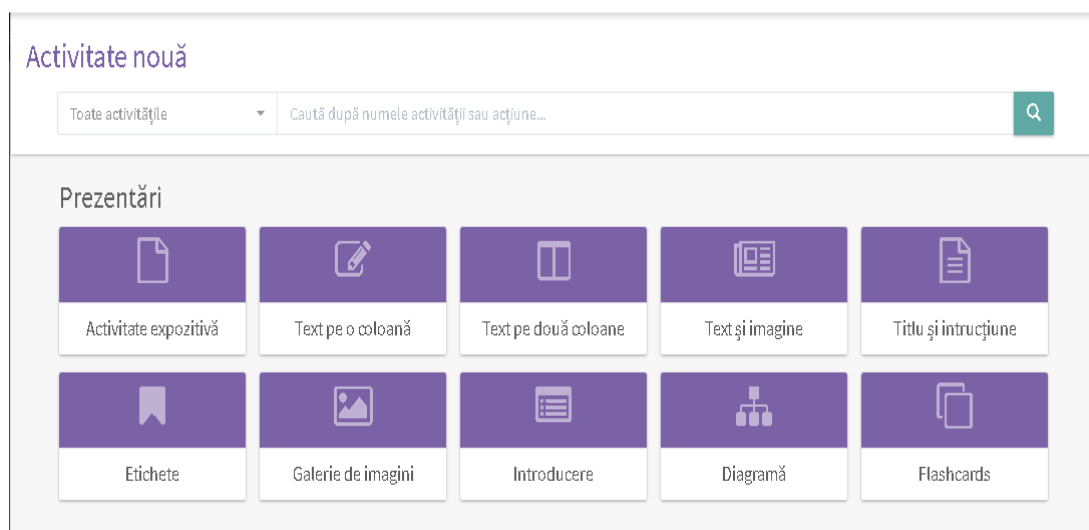 Activitate nouă
Toate activitățile Caută după numele activității sau acțiune...
Prezentări
Activitate expozitivă Text pe o coloană Text pe două coloane Text și imagine Titlu și intrucțiune
Etichete Galerie de imagini Introducere Diagramă Flashcards